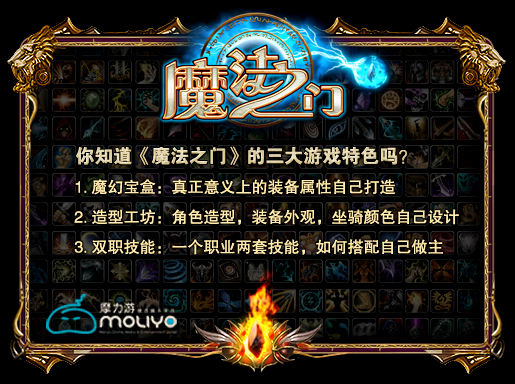 魔法之门
你知道《魔法之门》的三大游戏特色吗?
1. 魔幻宝盒：真正意义上的装备属性自己打造
2. 造型工坊：角色造型，装备外观，坐骑颜色自己设计
3. 双职技能：一个职业两套技能，如何搭配自己做主
摩力游
MOLIYO